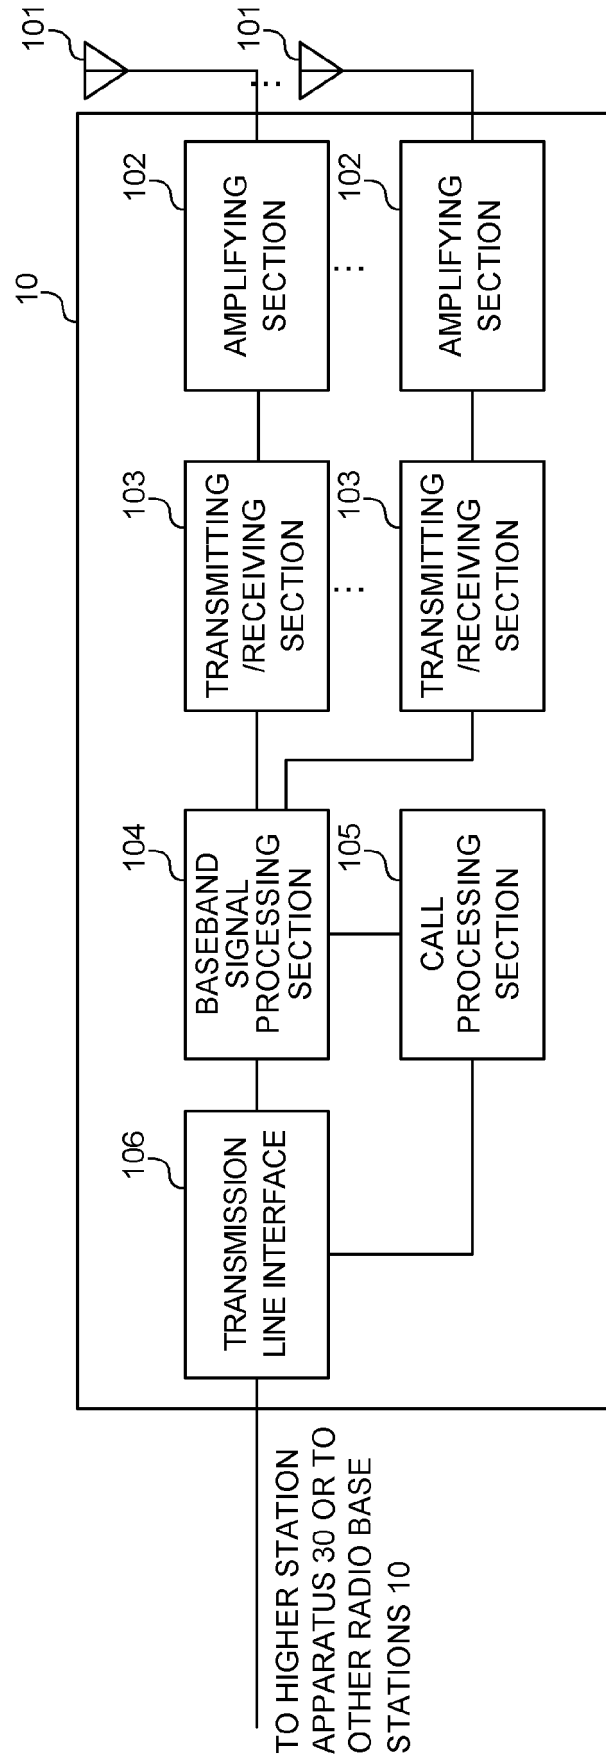 10
106
TRANSMISSION
LINE INTERFACE
104
BASEBAND
SIGNAL
PROCESSING
SECTION
103
TRANSMITTING
/RECEIVING
SECTION
102
AMPLIFYING
SECTION
101
...
101
...
...
105
CALL
PROCESSING
SECTION
103
TRANSMITTING
/RECEIVING
SECTION
102
AMPLIFYING
SECTION
TO HIGHER STATION
APPARATUS 30 OR TO
OTHER RADIO BASE
STATIONS 10